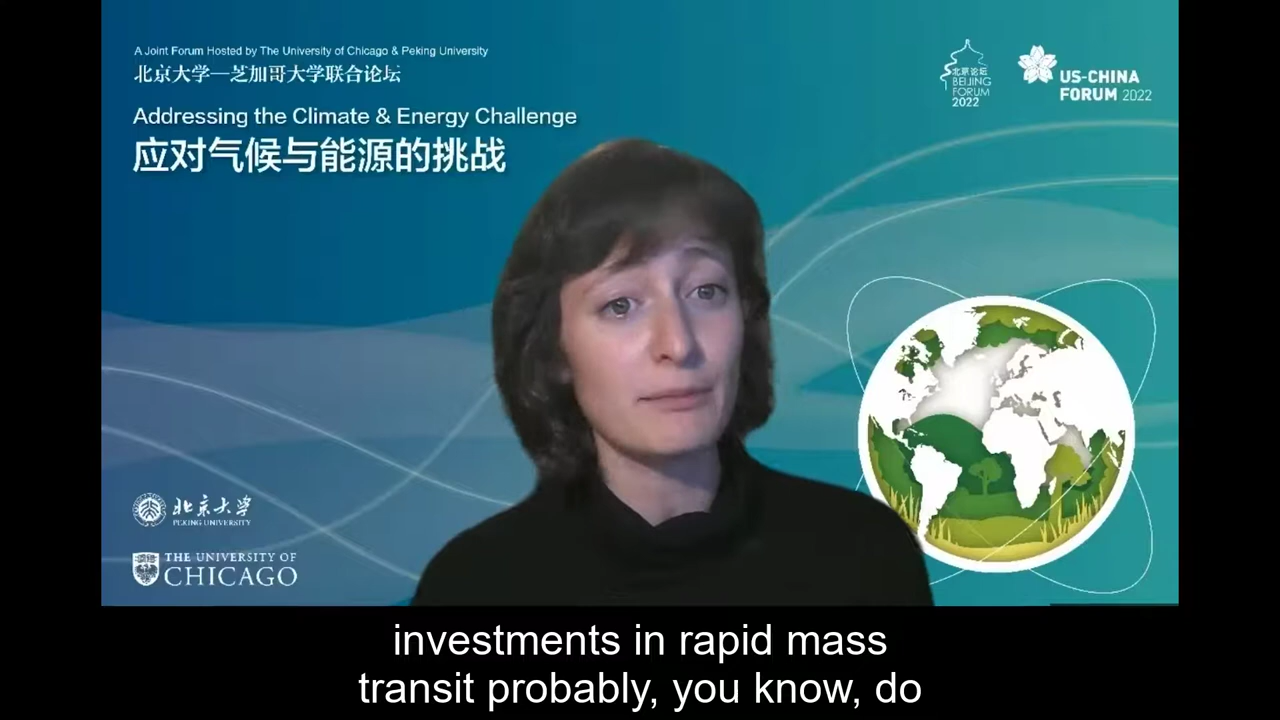 A Joint Forum Hosted by The University of Chicago & Peking University
北京大学—芝加哥大学联合论坛
Addressing the Climate & Energy Challenge
应对气候与能源的挑战
北京论坛
BEIJING
FORUM
2022
US-CHINA
FORUM 2022
北京大学
PEKING UNIVERSITY
THE UNIVERSITY OF
CHICAGO
investments in rapid mass
transit probably, you know, do